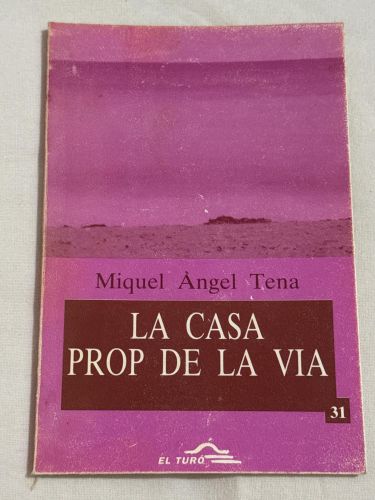 Miquel Àngel Tena
LA CASA
PROP DE LA VIA
31
EL TURÓ